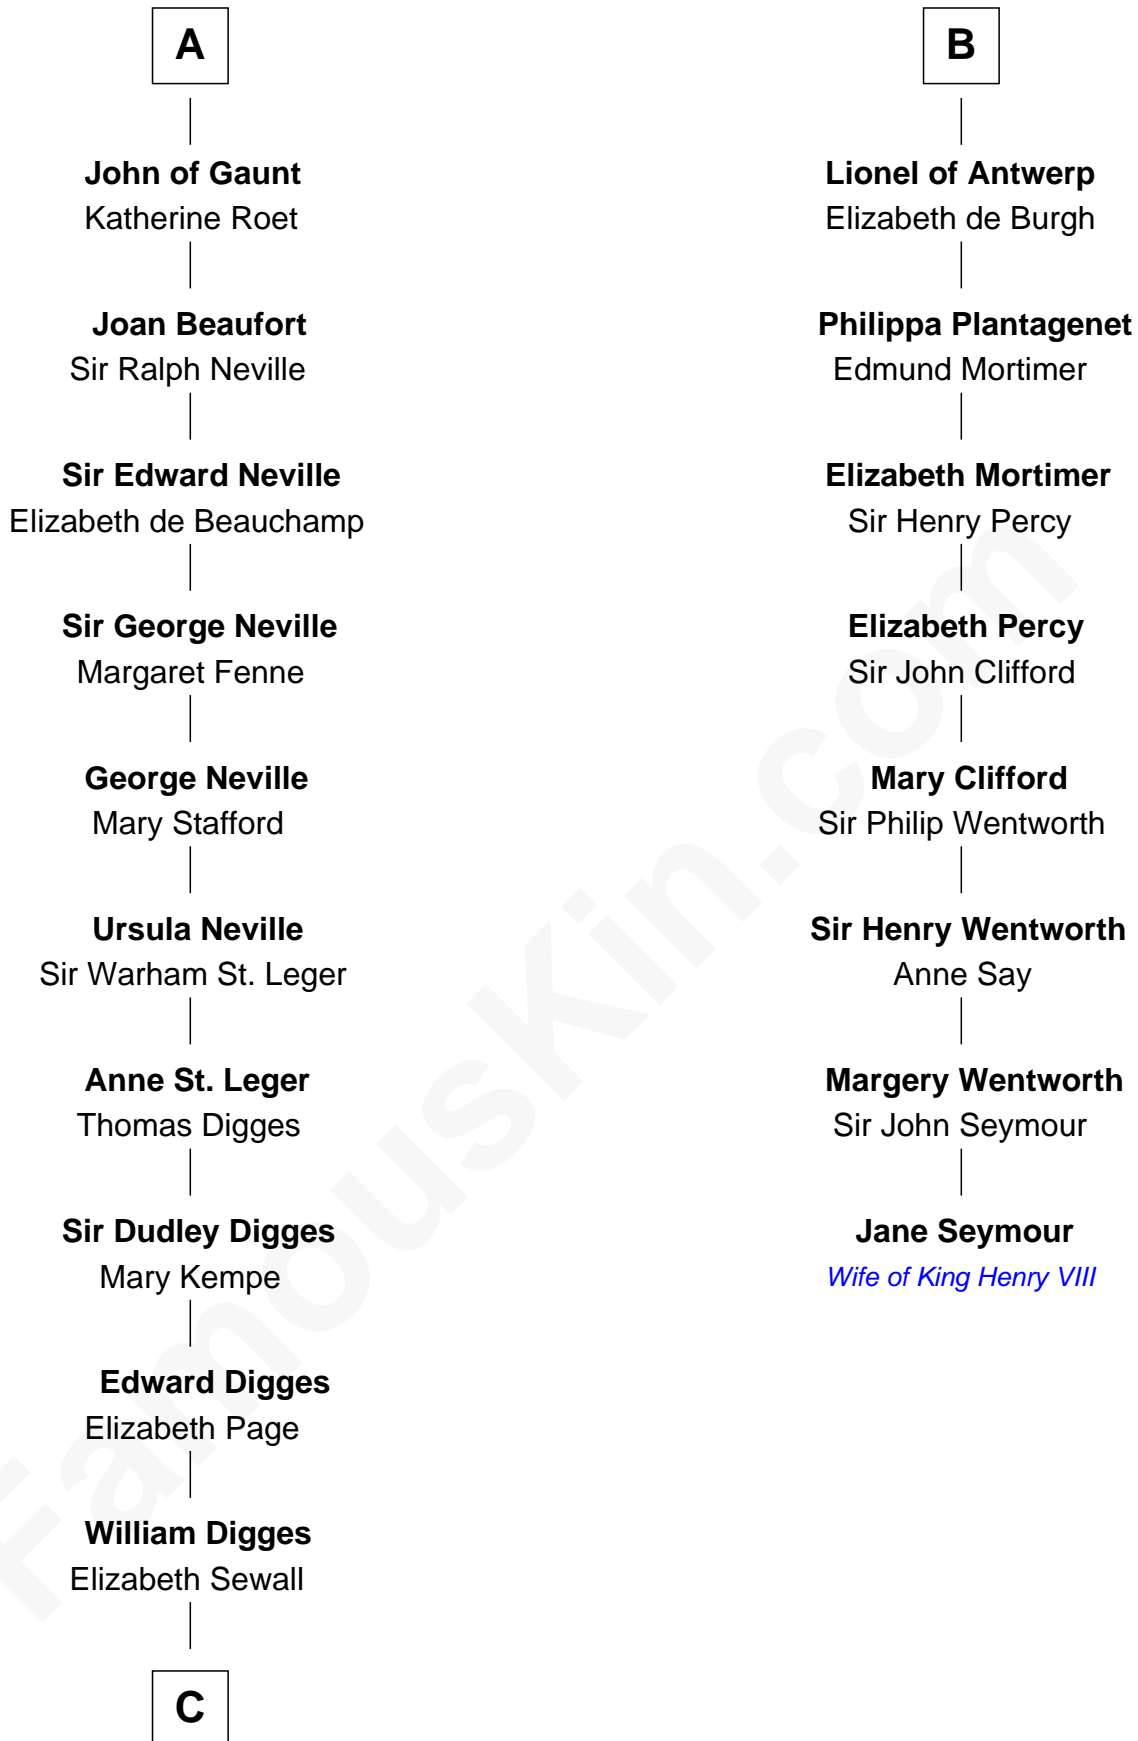 A
John of Gaunt
Katherine Roet
Joan Beaufort
Sir Ralph Neville
Sir Edward Neville
Elizabeth de Beauchamp
Sir George Neville
Margaret Fenne
George Neville
Mary Stafford
Ursula Neville
Sir Warham St. Leger
Anne St. Leger
Thomas Digges
Sir Dudley Digges
Mary Kempe
Edward Digges
Elizabeth Page
William Digges
Elizabeth Sewall
C
B
Lionel of Antwerp
Elizabeth de Burgh
Philippa Plantagenet
Edmund Mortimer
Elizabeth Mortimer
Sir Henry Percy
Elizabeth Percy
Sir John Clifford
Mary Clifford
Sir Philip Wentworth
Sir Henry Wentworth
Anne Say
Margery Wentworth
Sir John Seymour
Jane Seymour
Wife of King Henry VIII
FamousKin.com